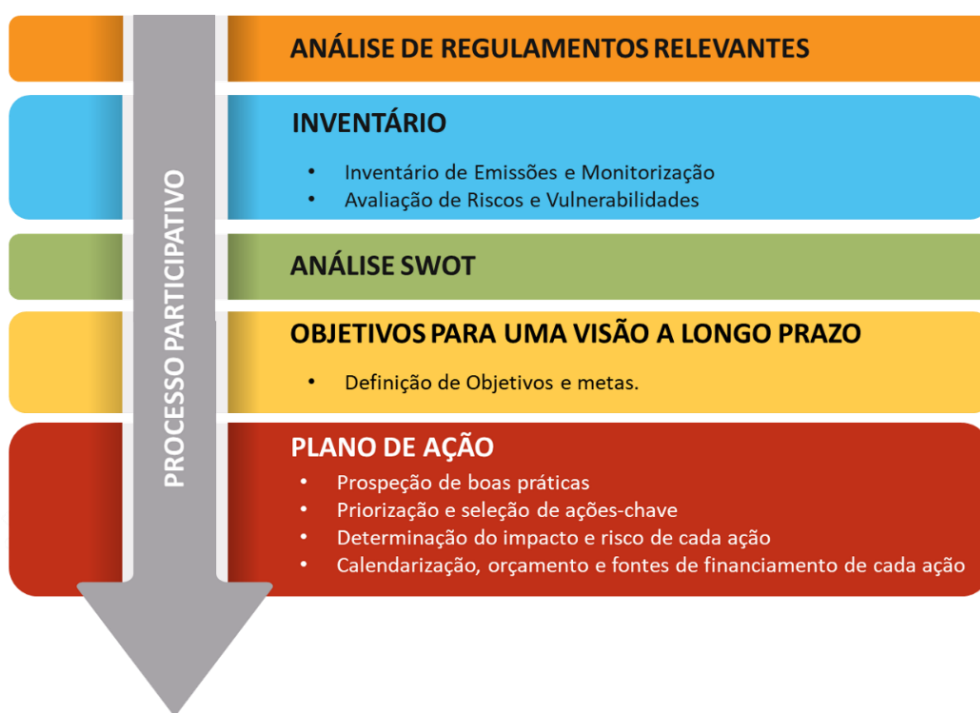 ANÁLISE DE REGULAMENTOS RELEVANTES
INVENTÁRIO
• Inventário de Emissões e Monitorização
• Avaliação de Riscos e Vulnerabilidades
ANÁLISE SWOT
OBJETIVOS PARA UMA VISÃO A LONGO PRAZO
• Definição de Objetivos e metas.
PLANO DE AÇÃO
• Prospeção de boas práticas
• Priorização e seleção de ações-chave
• Determinação do impacto e risco de cada ação
• Calendarização, orçamento e fontes de financiamento de cada ação
PROCESSO PARTICIPATIVO